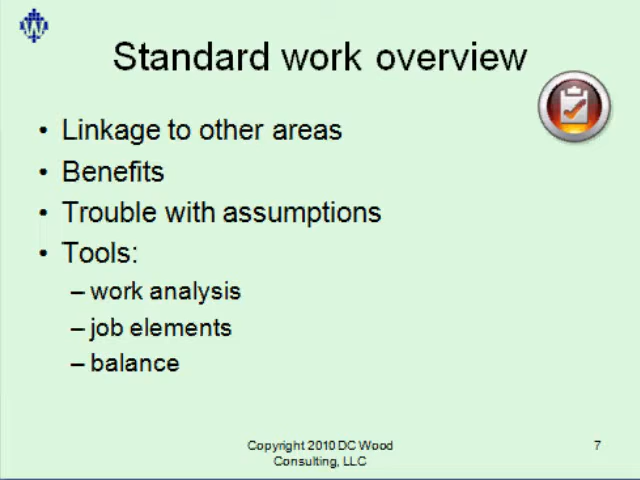 Standard work overview
• Linkage to other areas
• Benefits
• Trouble with assumptions
• Tools:
– work analysis
– job elements
– balance
Copyright 2010 DC Wood
Consulting, LLC
7